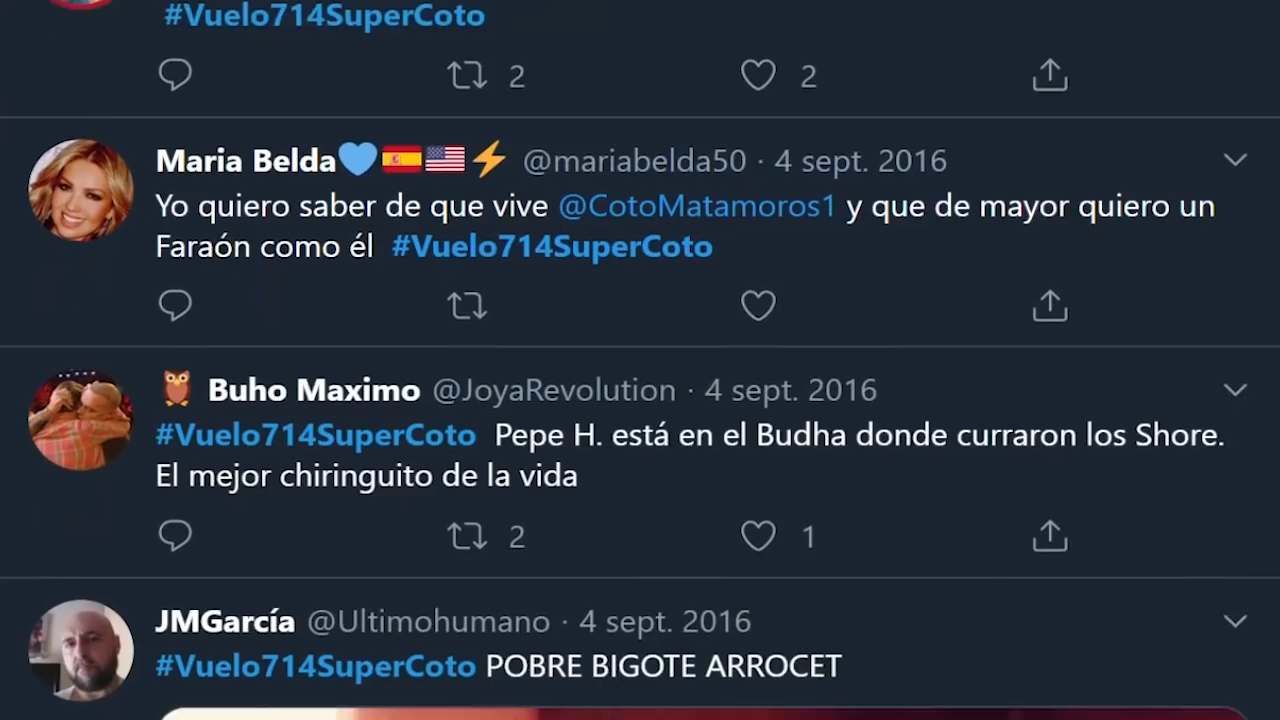 #Vuelo714SuperCoto
2 2
Maria Belda @mariabelda50 · 4 sept. 2016
Yo quiero saber de que vive @CotoMatamoros1 y que de mayor quiero un
Faraón como él #Vuelo714SuperCoto
Buho Maximo @JoyaRevolution · 4 sept. 2016
#Vuelo714SuperCoto Pepe H. está en el Budha donde curraron los Shore.
El mejor chiringuito de la vida
2 1
JMGarcía @Ultimohumano · 4 sept. 2016
#Vuelo714SuperCoto POBRE BIGOTE ARROCET